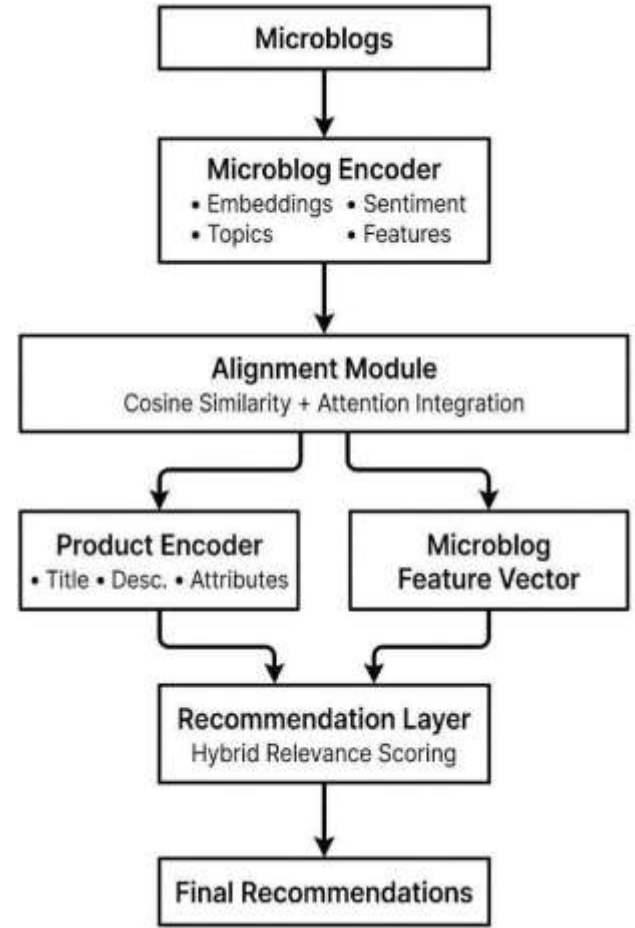 Microblogs
Microblog Encoder
• Embeddings • Sentiment
• Topics • Features
Alignment Module
Cosine Similarity + Attention Integration
Product Encoder
• Title • Desc. • Attributes
Microblog
Feature Vector
Recommendation Layer
Hybrid Relevance Scoring
Final Recommendations